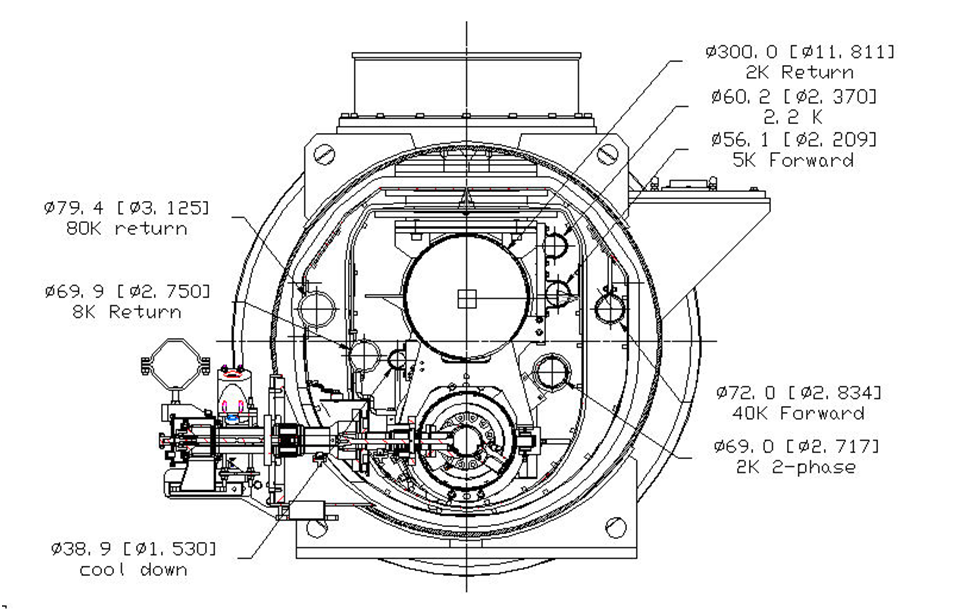 Ø300.0 [Ø11.811]
2K Return
Ø60.2 [Ø2.370]
2.2 K
Ø56.1 [Ø2.209]
5K Forward
Ø79.4 [Ø3.125]
80K return
Ø69.9 [Ø2.750]
8K Return
Ø72.0 [Ø2.834]
40K Forward
Ø69.0 [Ø2.717]
2K 2-phase
Ø38.9 [Ø1.530]
cool down